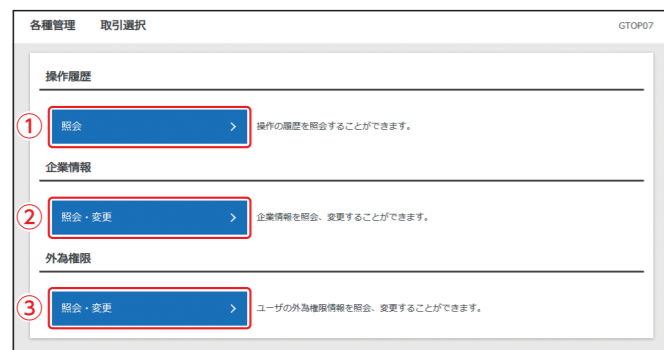 各種管理 取引選択 GTOP07
操作履歴
① 照会 > 操作の履歴を照会することができます。
企業情報
② 照会・変更 > 企業情報を照会、変更することができます。
外為権限
③ 照会・変更 > ユーザの外為権限情報を照会、変更することができます。